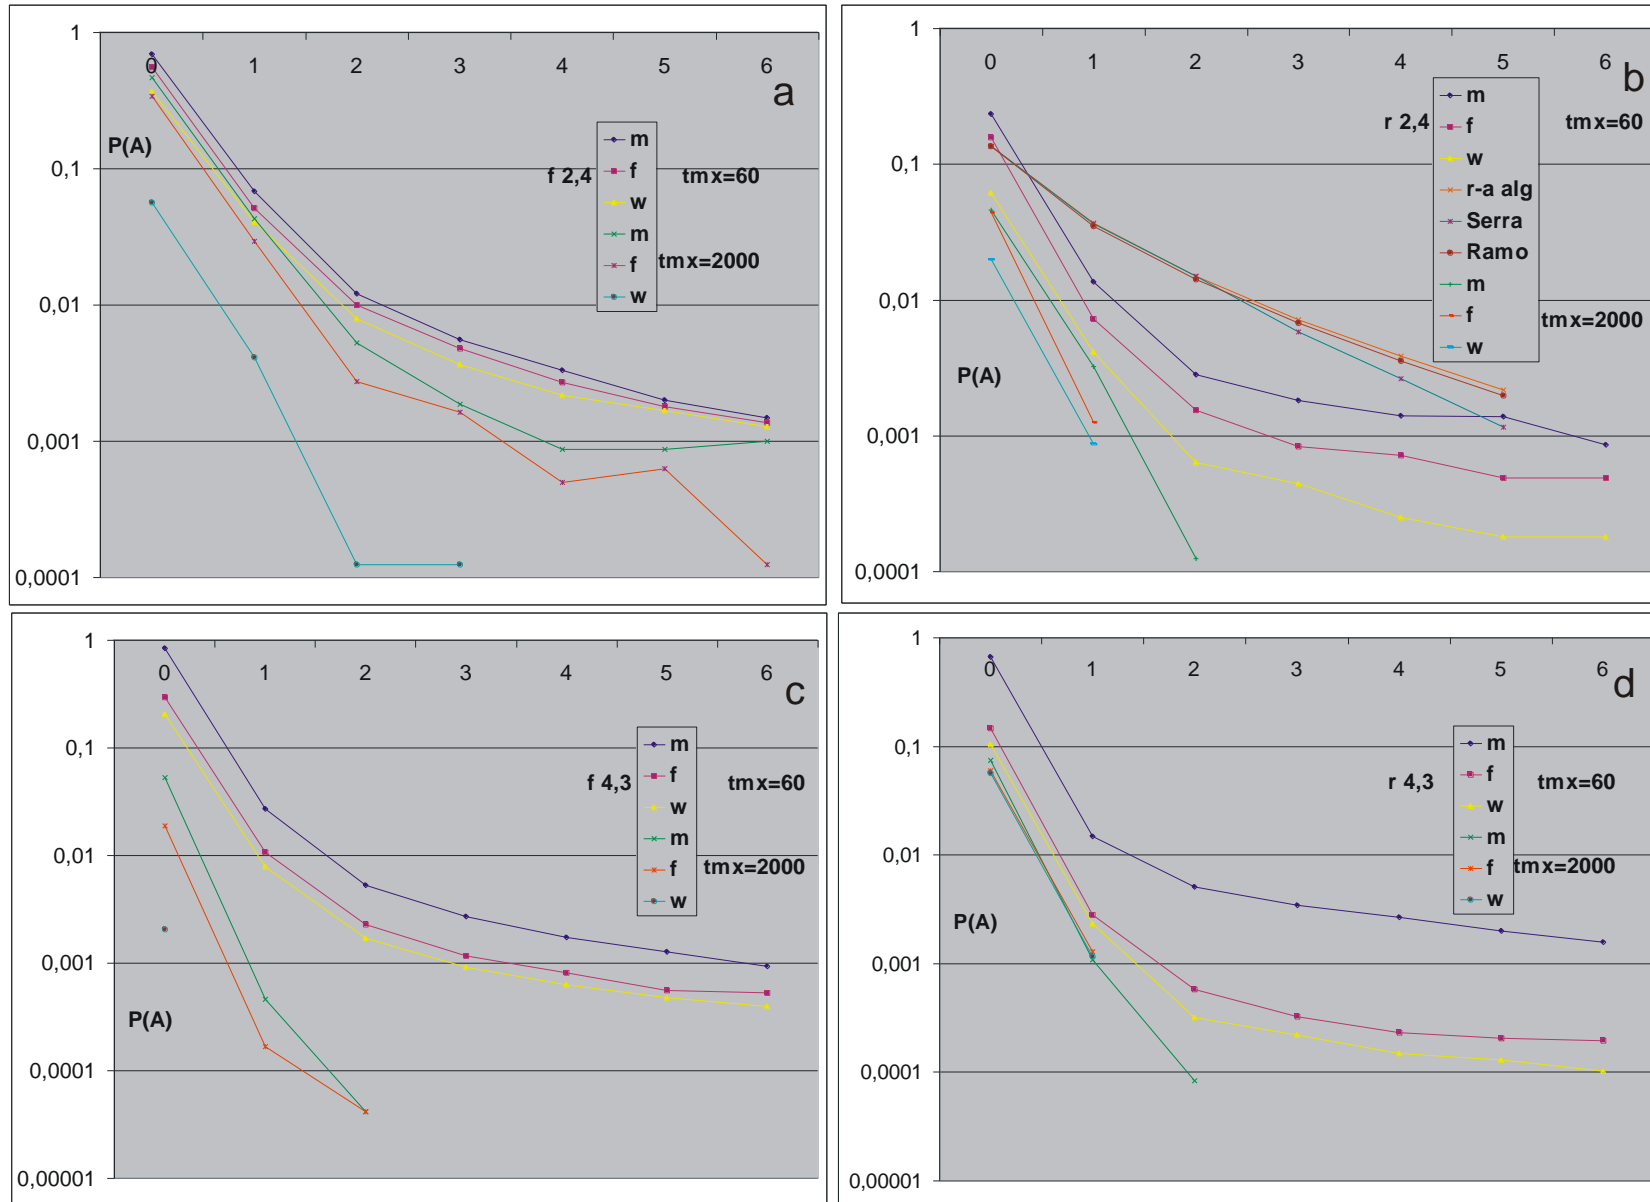 1
0 1 2 3 4 5 6
a
P(A)
m
f
f 2,4
tmx=60
w
m
f
tmx=2000
w
0,1
0,01
0,001
0,0001
1
0 1 2 3 4 5 6
b
m
r 2,4
tmx=60
f
w
r-a alg
Serra
Ramo
m
f
tmx=2000
w
P(A)
0,1
0,01
0,001
0,0001
1
0 1 2 3 4 5 6
c
m
f
f 4,3
tmx=60
w
m
f
tmx=2000
w
P(A)
0,1
0,01
0,001
0,0001
0,00001
1
0 1 2 3 4 5 6
d
m
f
r 4,3
tmx=60
w
m
f
tmx=2000
w
P(A)
0,1
0,01
0,001
0,0001
0,00001